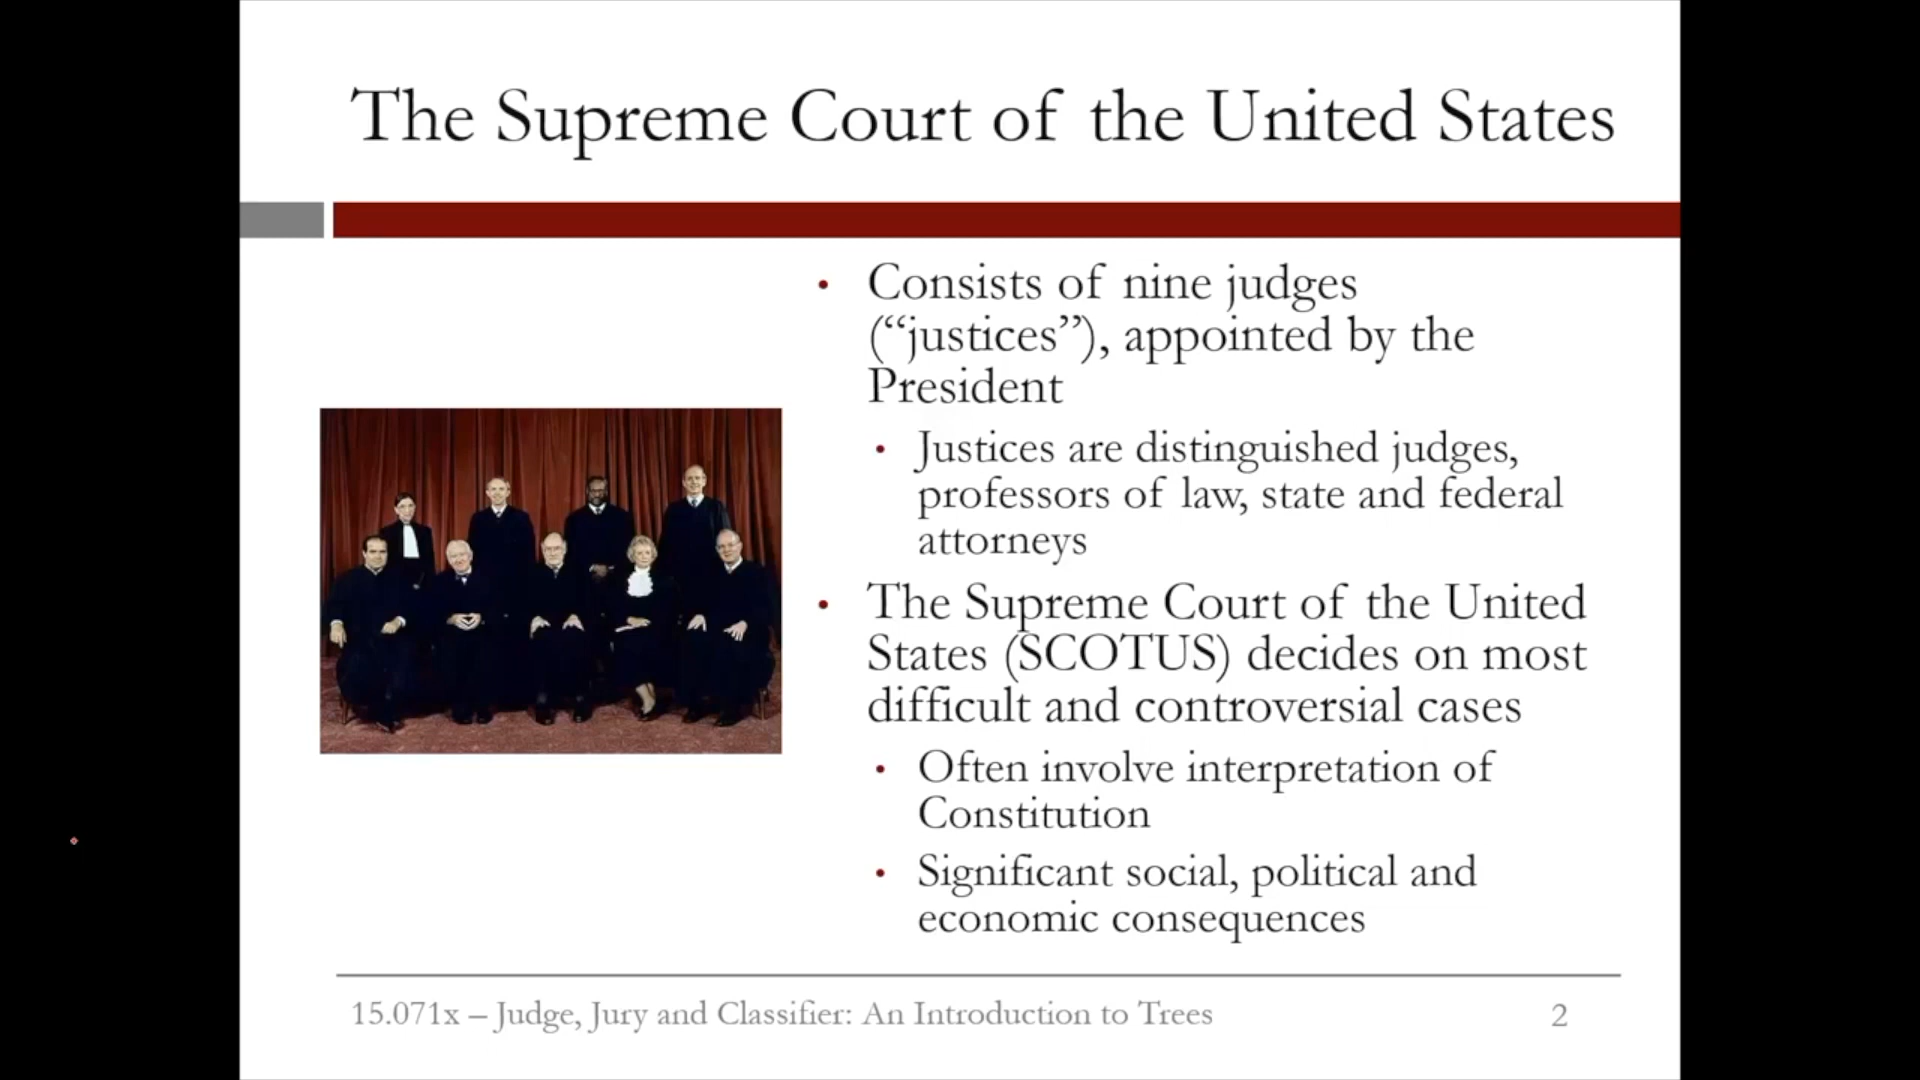 The Supreme Court of the United States
• Consists of nine judges
(“justices”), appointed by the
President
• Justices are distinguished judges,
professors of law, state and federal
attorneys
• The Supreme Court of the United
States (SCOTUS) decides on most
difficult and controversial cases
• Often involve interpretation of
Constitution
• Significant social, political and
economic consequences
15.071x – Judge, Jury and Classifier: An Introduction to Trees
2